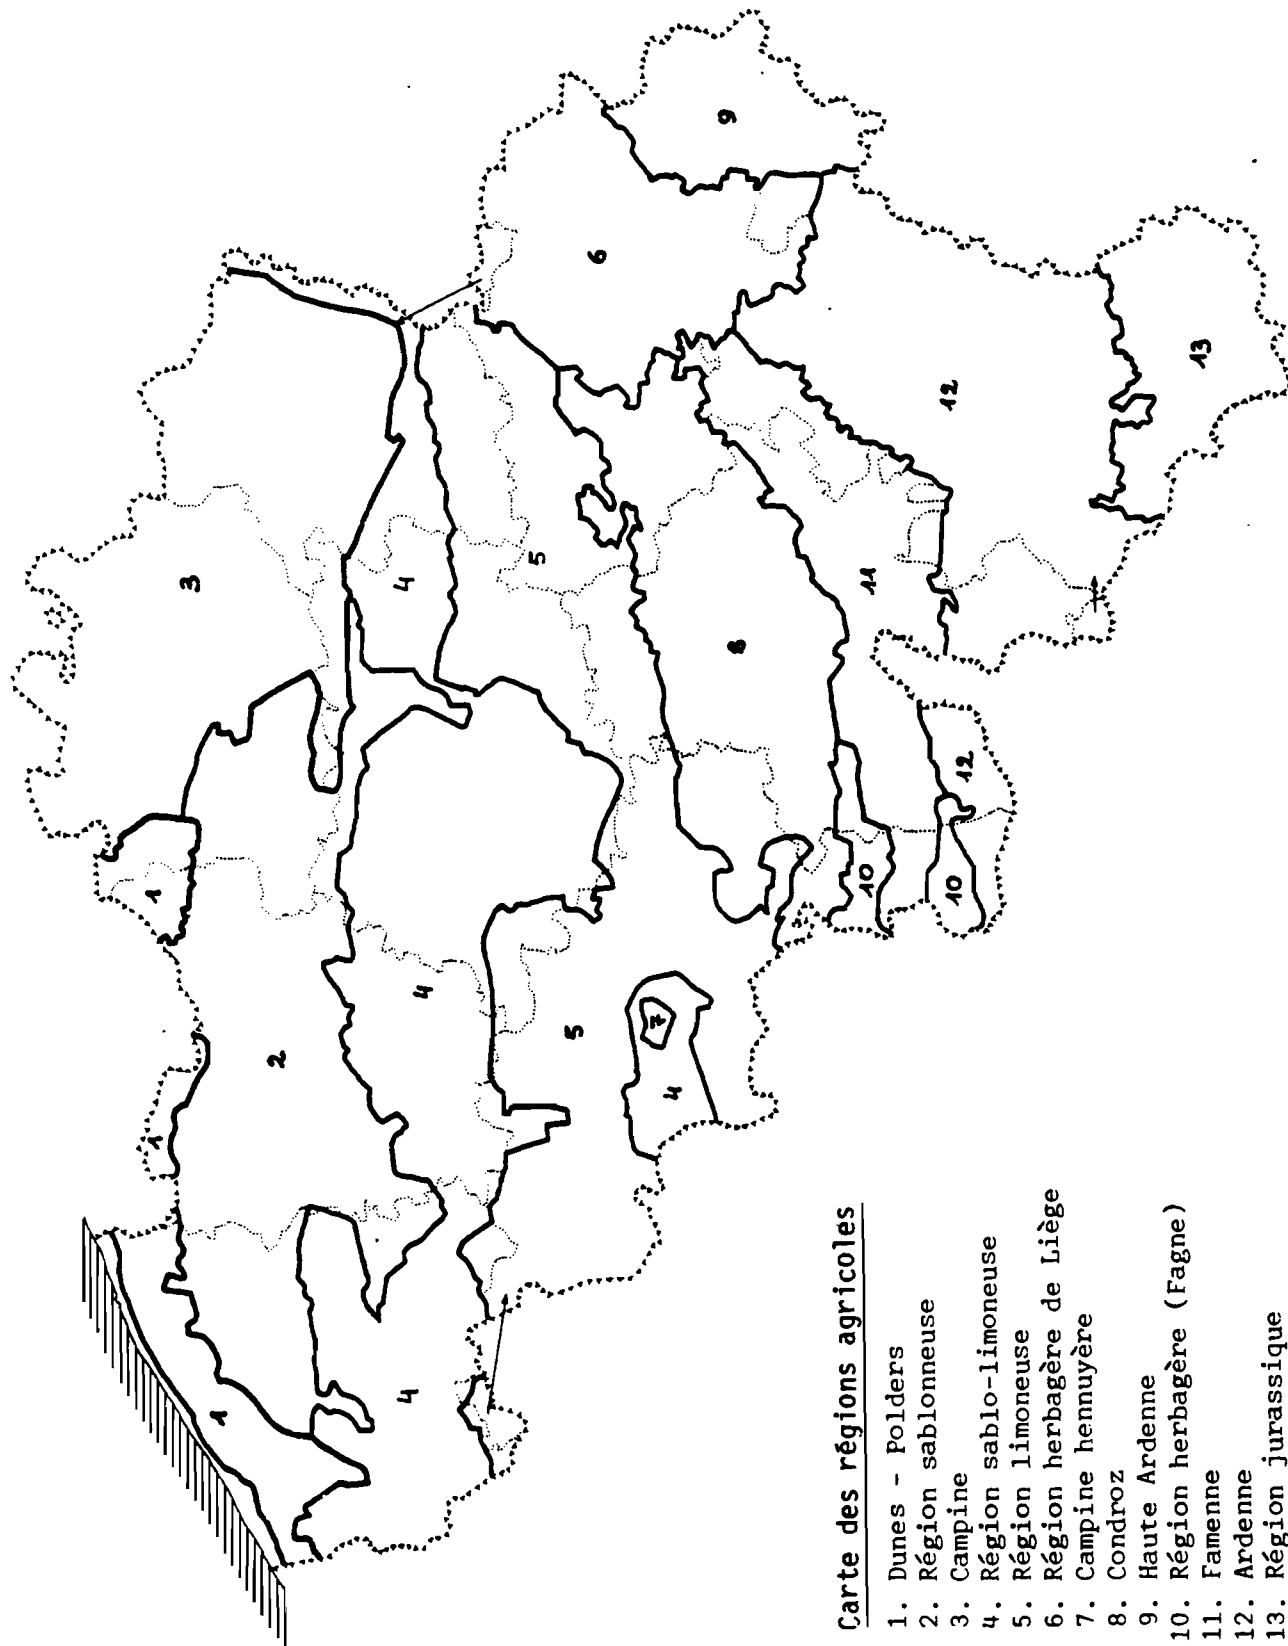 1
1
3
1
2
4
4
4
5
5
6
7
4
9
8
10
11
12
10
12
13
Carte des régions agricoles
1. Dunes - Polders
2. Région sablonneuse
3. Campine
4. Région sablo-limoneuse
5. Région limoneuse
6. Région herbagère de Liège
7. Campine hennuyère
8. Condroz
9. Haute Ardenne
10. Région herbagère (Fagne)
11. Famenne
12. Ardenne
13. Région jurassique